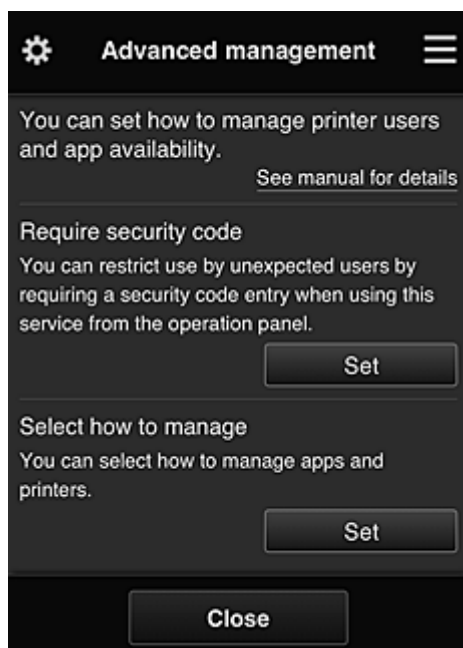 Advanced management
You can set how to manage printer users
and app availability.
See manual for details
Require security code
You can restrict use by unexpected users by
requiring a security code entry when using this
service from the operation panel.
Set
Select how to manage
You can select how to manage apps and
printers.
Set
Close